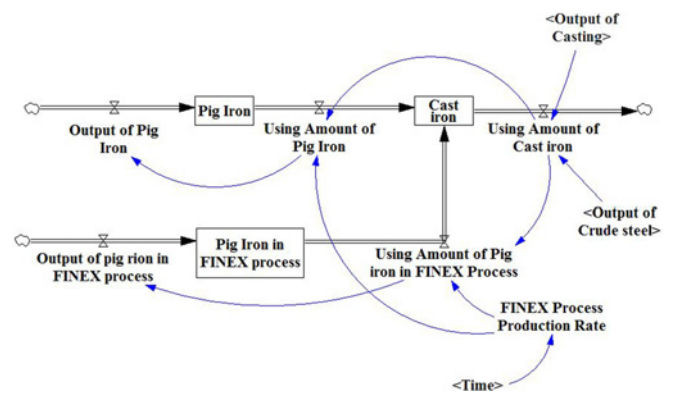 <Output of
Casting>
Pig Iron
Cast
iron
Output of Pig
Iron
Using Amount of
Pig Iron
Using Amount of
Cast iron
<Output of
Crude steel>
Pig Iron in
FINEX process
Output of pig rion in
FINEX process
Using Amount of Pig
iron in FINEX Process
FINEX Process
Production Rate
<Time>